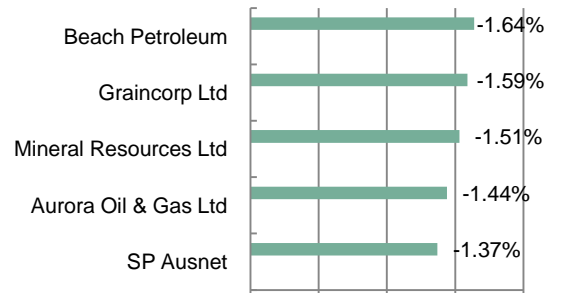 Beach Petroleum -1.64%
Graincorp Ltd -1.59%
Mineral Resources Ltd -1.51%
Aurora Oil & Gas Ltd -1.44%
SP Ausnet -1.37%